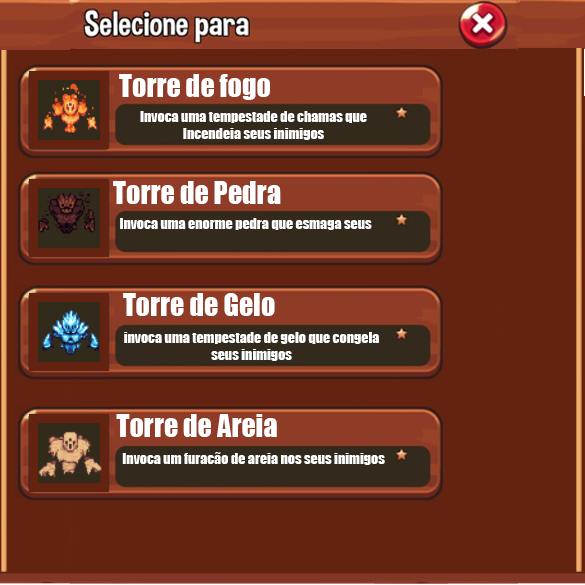 Selecione para
Torre de fogo
Invoca uma tempestade de chamas que
Incendeia seus inimigos
Torre de Pedra
Invoca uma enorme pedra que esmaga seus
Torre de Gelo
invoca uma tempestade de gelo que congela
seus inimigos
Torre de Areia
Invoca um furacão de areia nos seus inimigos